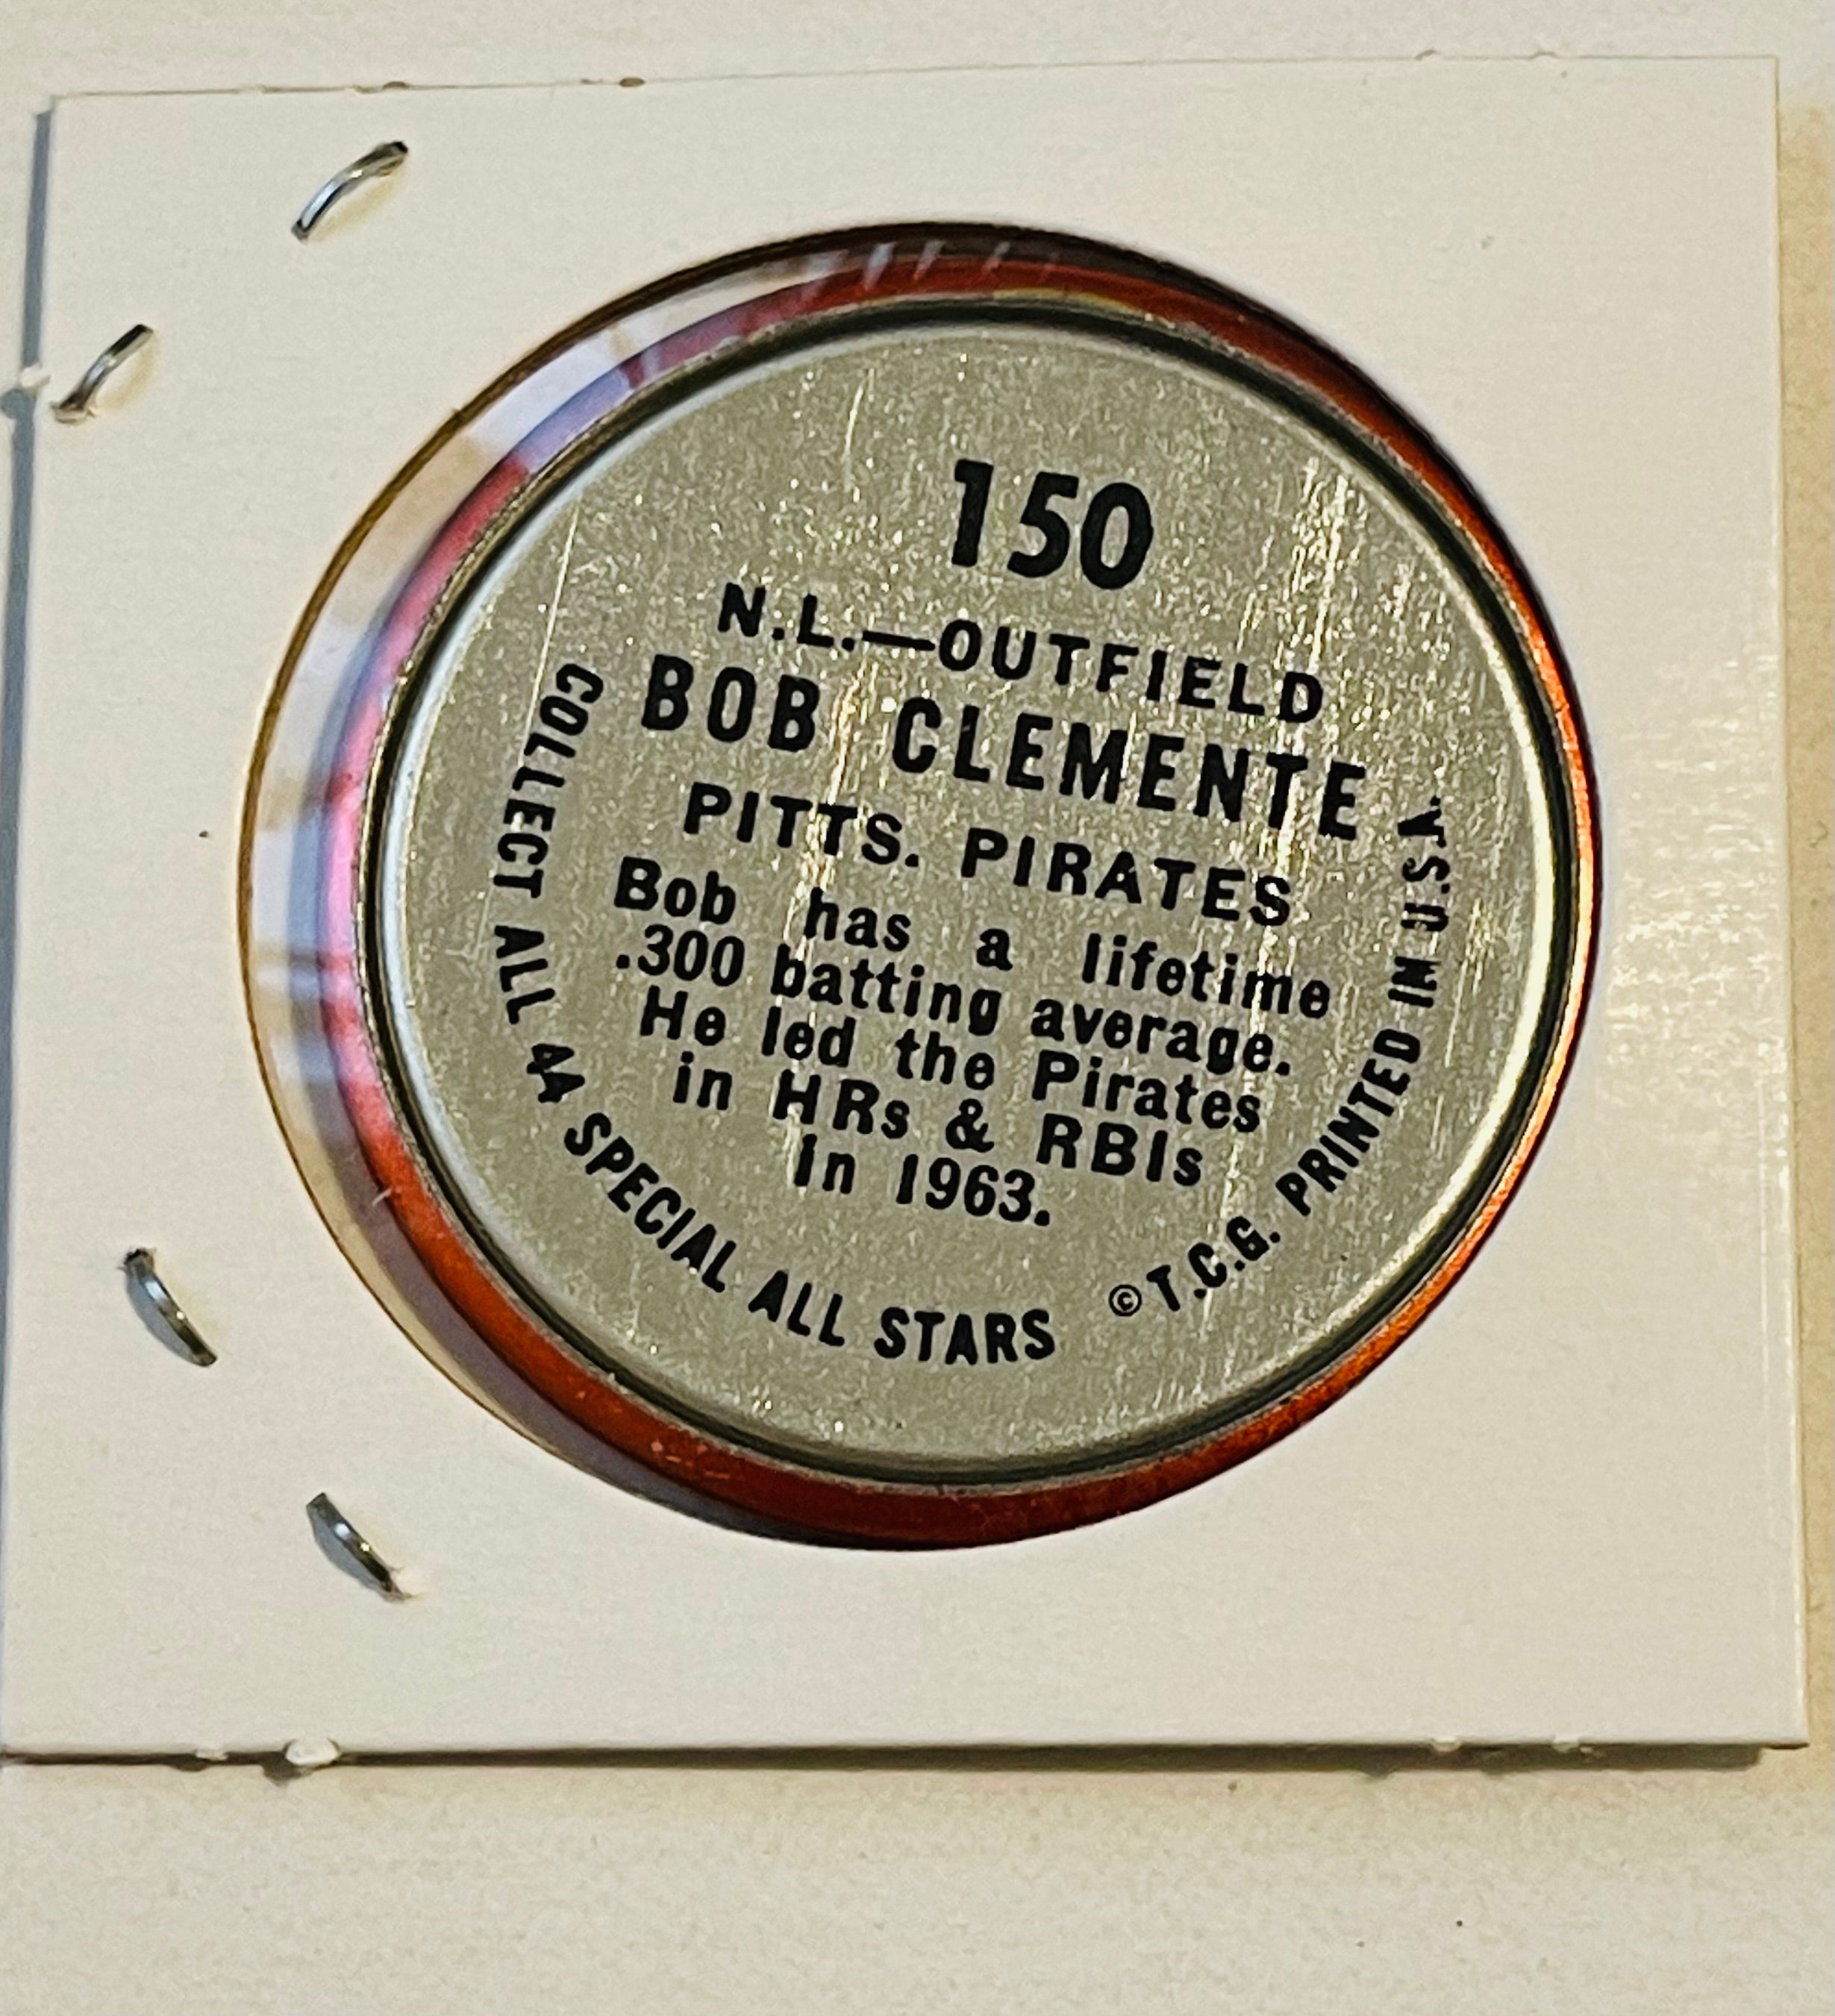 150
N.L.—OUTFIELD
BOB CLEMENTE
PITTS. PIRATES
Bob has a lifetime
.300 batting average.
He led the Pirates
in HRs & RBIs
In 1963.
COLLECT ALL 44 SPECIAL ALL STARS
© T.C.G. PRINTED IN U.S.A.